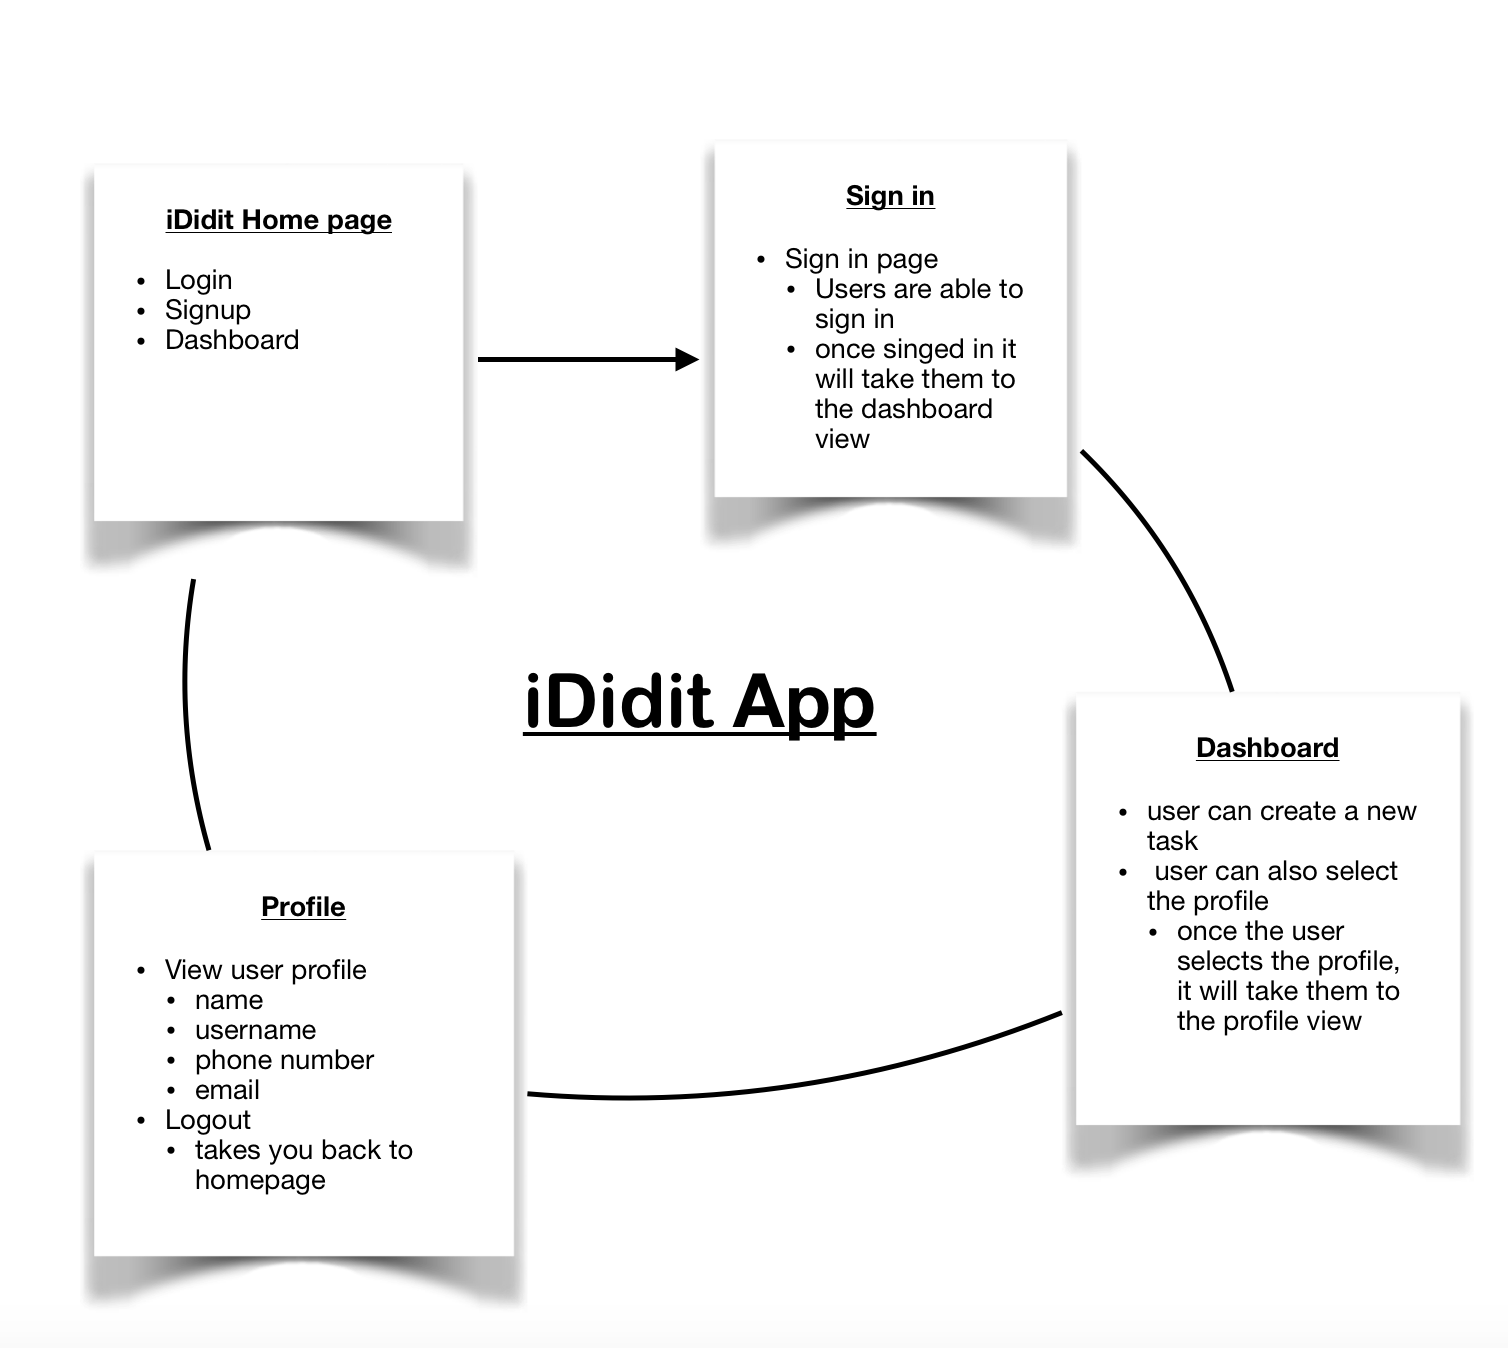 iDidit Home page
• Login
• Signup
• Dashboard
Sign in
• Sign in page
• Users are able to
sign in
• once singed in it
will take them to
the dashboard
view
iDidit App
Dashboard
• user can create a new
task
• user can also select
the profile
• once the user
selects the profile,
it will take them to
the profile view
Profile
• View user profile
• name
• username
• phone number
• email
• Logout
• takes you back to
homepage